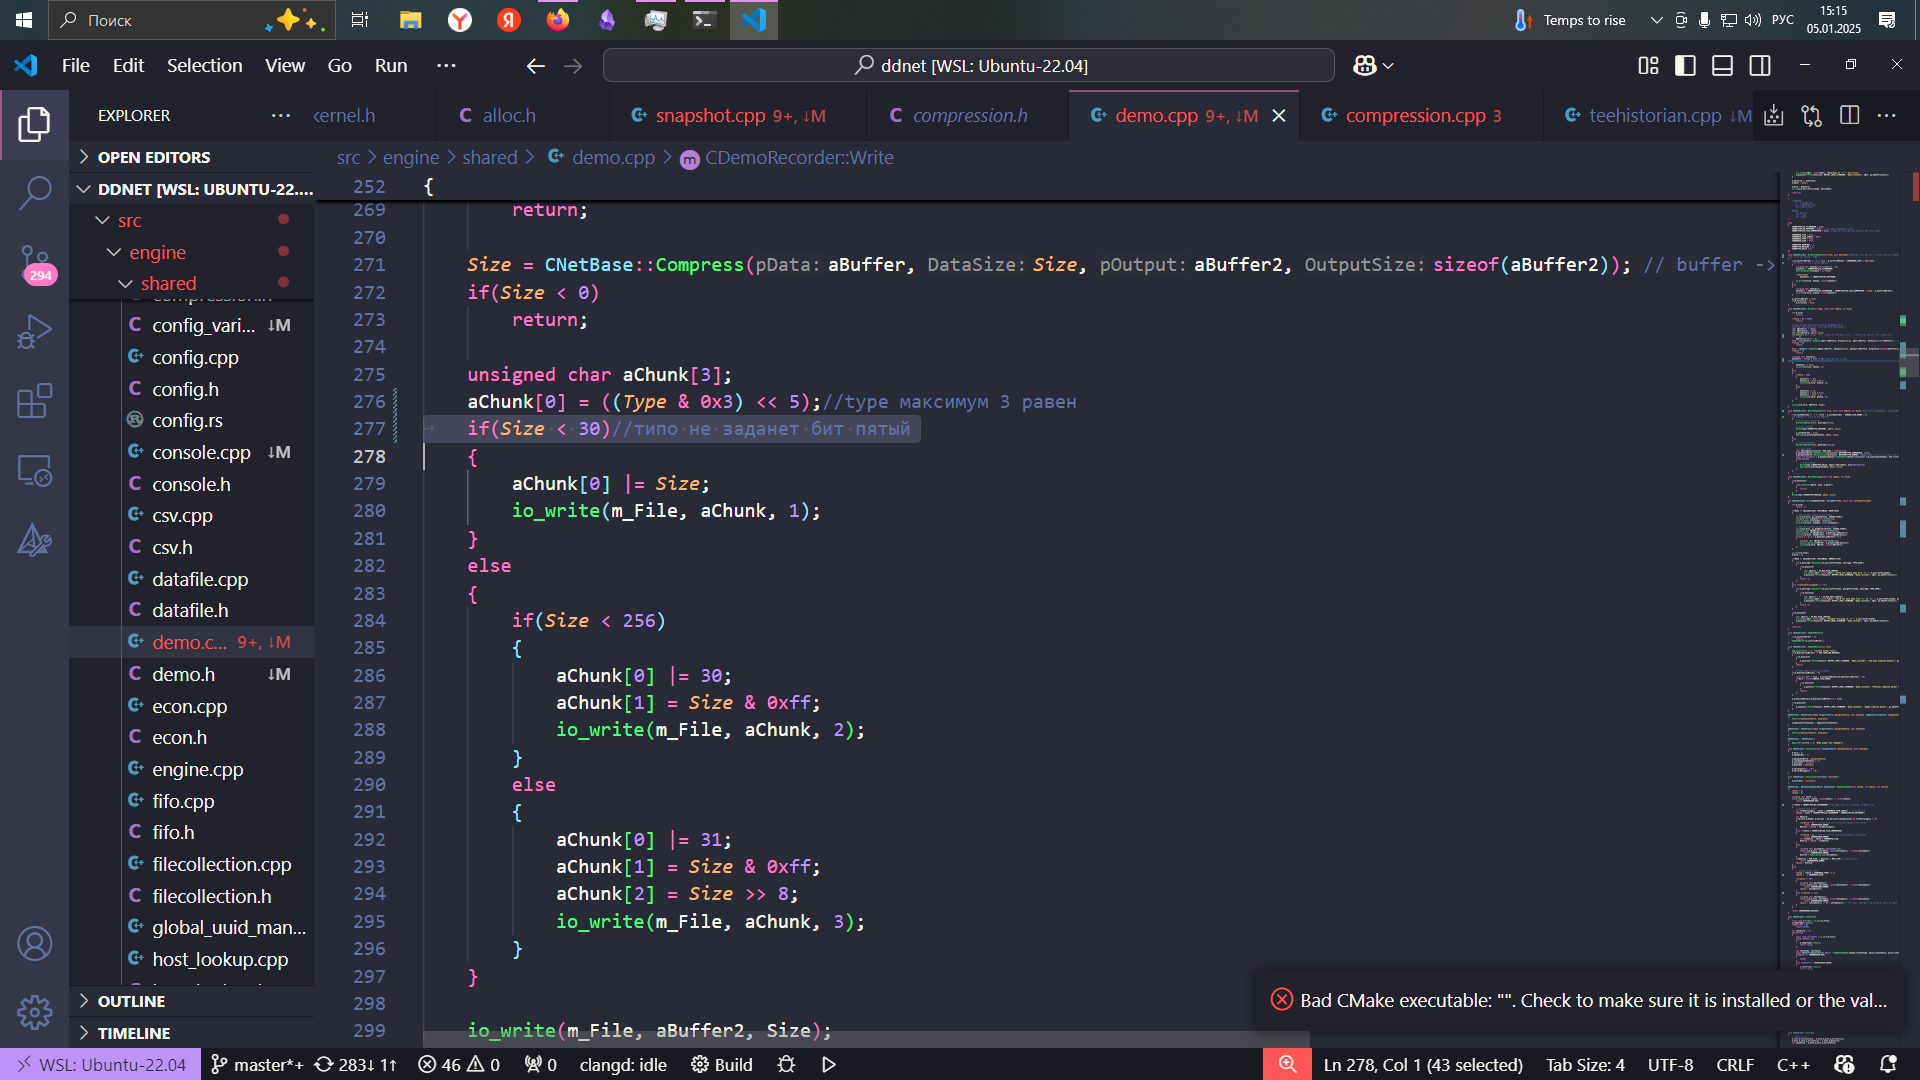 Поиск
Temps to rise
РУС
15:15
05.01.2025
File Edit Selection View Go Run ···
ddnet [WSL: Ubuntu-22.04]
EXPLORER ···
kernel.h
alloc.h
snapshot.cpp 9+, ↓M
compression.h
demo.cpp 9+, ↓M
compression.cpp 3
teehistorian.cpp ↓M
OPEN EDITORS
DDNET [WSL: UBUNTU-22....
src
engine
shared
compression.h
config_vari... ↓M
config.cpp
config.h
config.rs
console.cpp ↓M
console.h
csv.cpp
csv.h
datafile.cpp
datafile.h
demo.c... 9+, ↓M
demo.h ↓M
econ.cpp
econ.h
engine.cpp
fifo.cpp
fifo.h
filecollection.cpp
filecollection.h
global_uuid_man...
host_lookup.cpp
OUTLINE
TIMELINE
294
src > engine > shared > demo.cpp > CDemoRecorder::Write
252 {
269 return;
270
271 Size = CNetBase::Compress(pData: aBuffer, DataSize: Size, pOutput: aBuffer2, OutputSize: sizeof(aBuffer2)); // buffer ->
272 if(Size < 0)
273 return;
274
275 unsigned char aChunk[3];
276 aChunk[0] = ((Type & 0x3) << 5);//type максимум 3 равен
277 if(Size < 30)//типо не заданет бит пятый
278 {
279 aChunk[0] |= Size;
280 io_write(m_File, aChunk, 1);
281 }
282 else
283 {
284 if(Size < 256)
285 {
286 aChunk[0] |= 30;
287 aChunk[1] = Size & 0xff;
288 io_write(m_File, aChunk, 2);
289 }
290 else
291 {
292 aChunk[0] |= 31;
293 aChunk[1] = Size & 0xff;
294 aChunk[2] = Size >> 8;
295 io_write(m_File, aChunk, 3);
296 }
297 }
298
299 io_write(m_File, aBuffer2, Size);
Bad CMake executable: "". Check to make sure it is installed or the val...
WSL: Ubuntu-22.04 master*+ 283↓ 1↑ 46 0 0 clangd: idle Build
Ln 278, Col 1 (43 selected) Tab Size: 4 UTF-8 CRLF C++